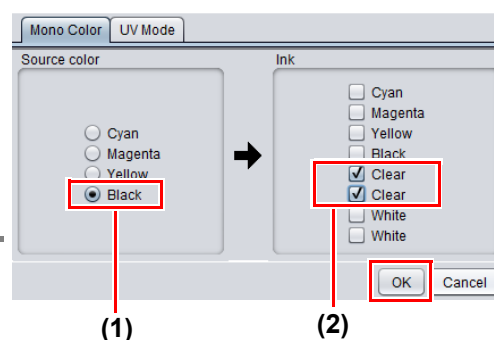 Mono Color UV Mode
Source color
Cyan
Magenta
Yellow
Black
Ink
Cyan
Magenta
Yellow
Black
Clear
Clear
White
White
OK Cancel
(1) (2)